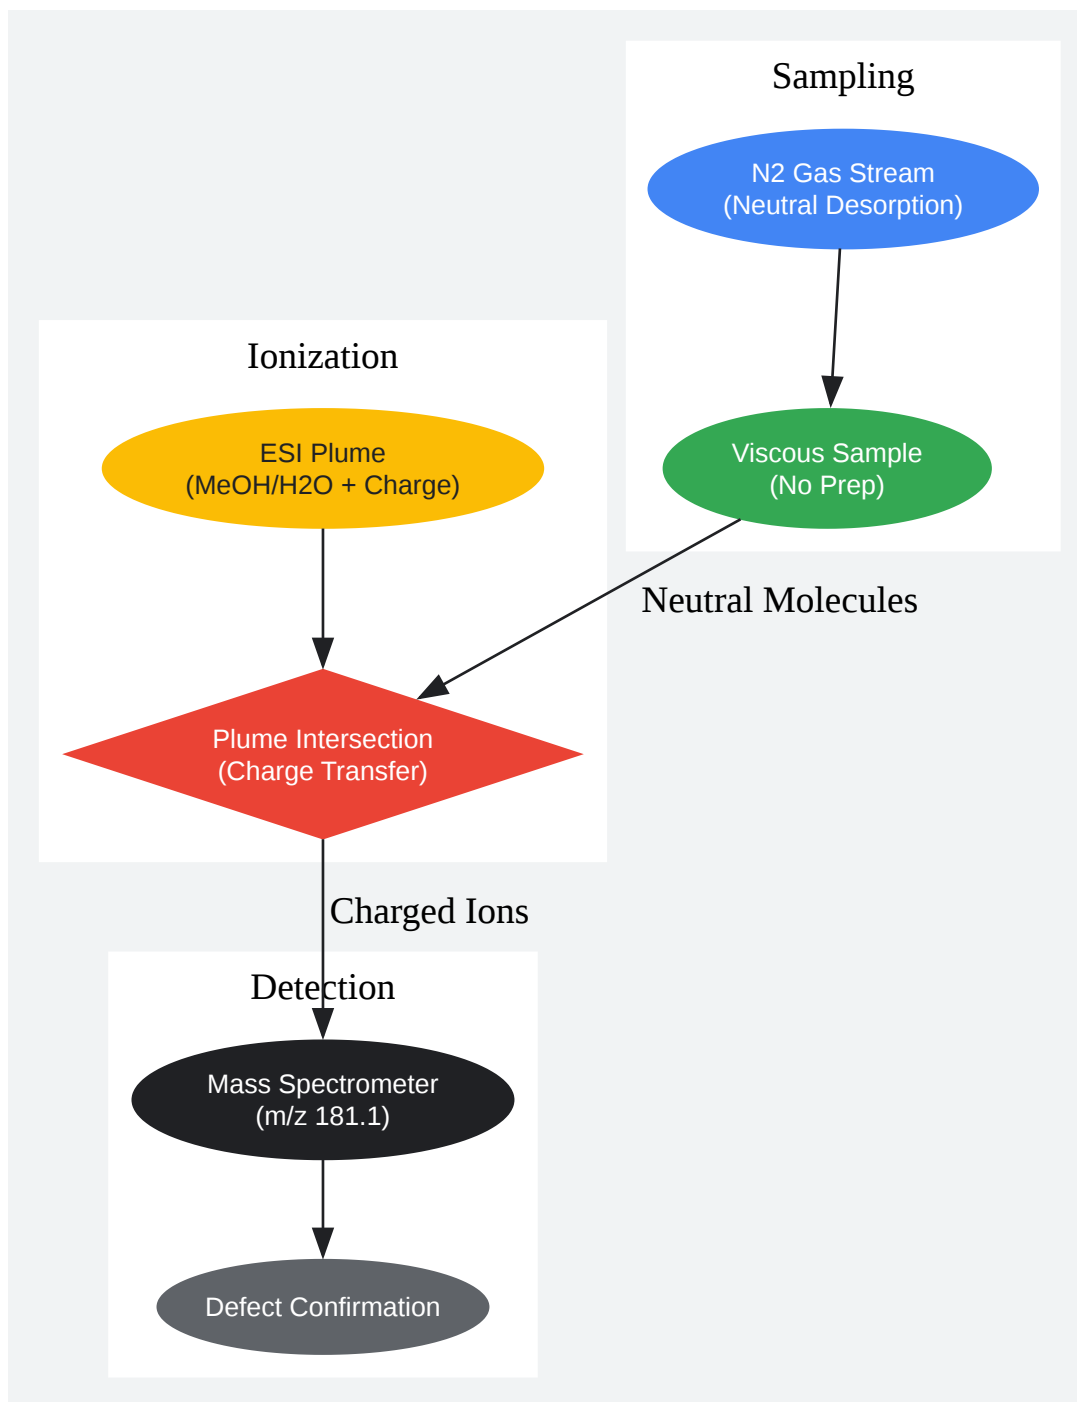 Sampling
N2 Gas Stream
(Neutral Desorption)
Ionization
ESI Plume
(MeOH/H2O + Charge)
Viscous Sample
(No Prep)
Neutral Molecules
Plume Intersection
(Charge Transfer)
Charged Ions
Detection
Mass Spectrometer
(m/z 181.1)
Defect Confirmation